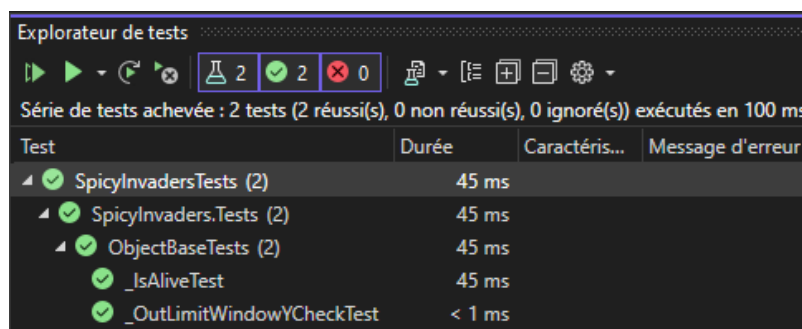 Explorateur de tests
2 2 0
Série de tests achevée : 2 tests (2 réussi(s), 0 non réussi(s), 0 ignoré(s)) exécutés en 100 ms
Test Durée Caractéris... Message d'erreur
SpicyInvadersTests (2) 45 ms
SpicyInvaders.Tests (2) 45 ms
ObjectBaseTests (2) 45 ms
_IsAliveTest 45 ms
_OutLimitWindowYCheckTest < 1 ms